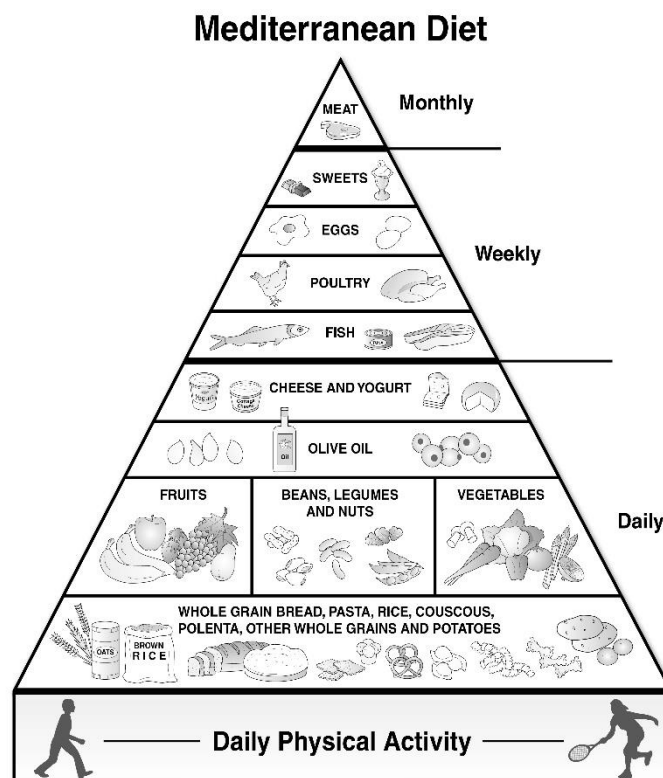 Mediterranean Diet
MEAT
Monthly
SWEETS
EGGS
Weekly
POULTRY
FISH
CHEESE AND YOGURT
OLIVE OIL
OIL
FRUITS
BEANS, LEGUMES
AND NUTS
VEGETABLES
Daily
WHOLE GRAIN BREAD, PASTA, RICE, COUSCOUS,
POLENTA, OTHER WHOLE GRAINS AND POTATOES
OATS
BROWN
RICE
Daily Physical Activity